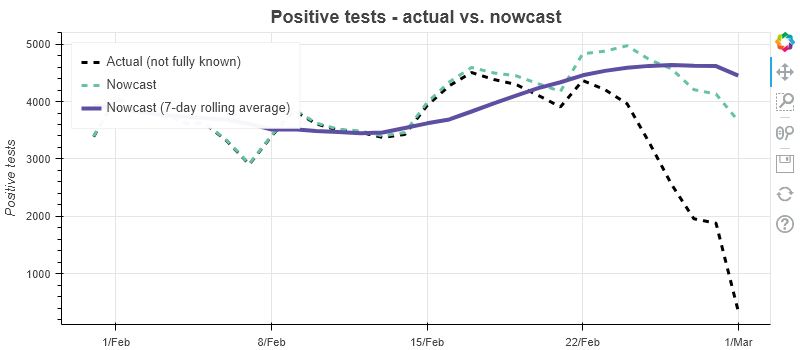 Positive tests - actual vs. nowcast
Actual (not fully known)
Nowcast
Nowcast (7-day rolling average)
Positive tests
5000
4000
3000
2000
1000
1/Feb
8/Feb
15/Feb
22/Feb
1/Mar